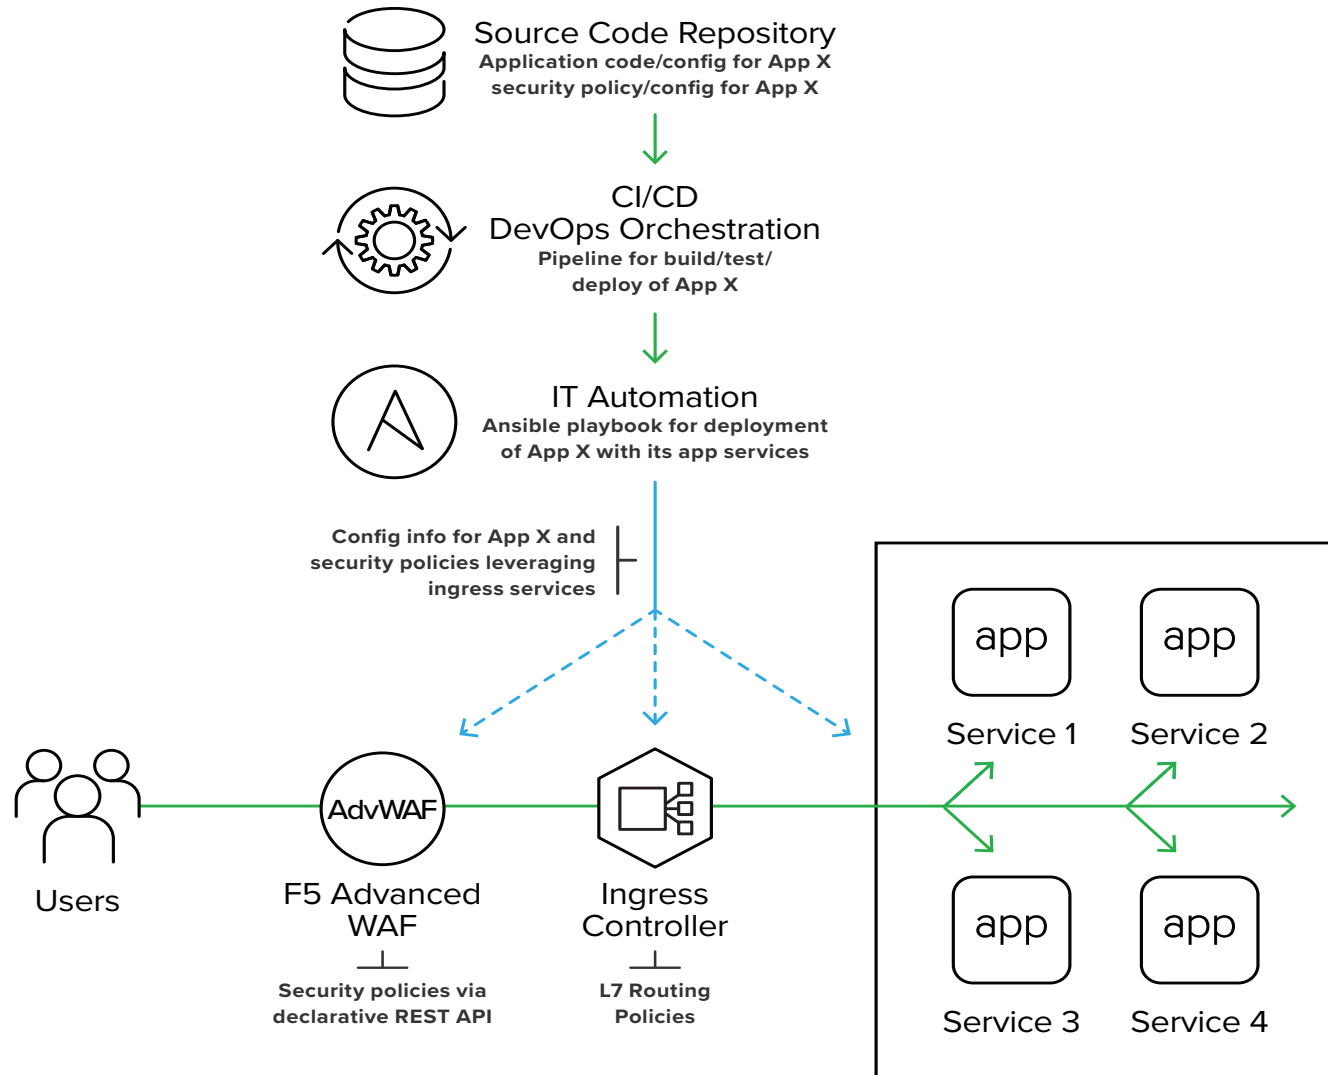 Source Code Repository
Application code/config for App X
security policy/config for App X
CI/CD
DevOps Orchestration
Pipeline for build/test/
deploy of App X
IT Automation
Ansible playbook for deployment
of App X with its app services
Config info for App X and
security policies leveraging
ingress services
app
app
Service 1
Service 2
AdvWAF
Users
F5 Advanced
WAF
Security policies via
declarative REST API
Ingress
Controller
L7 Routing
Policies
app
app
Service 3
Service 4